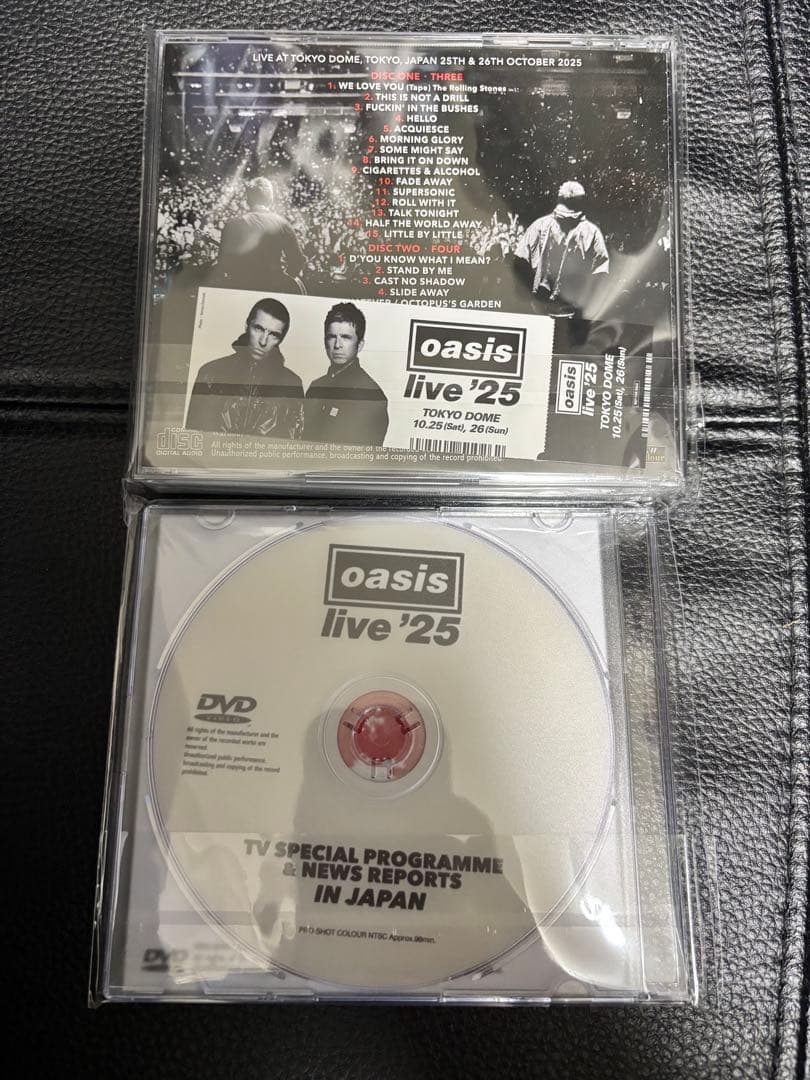 LIVE AT TOKYO DOME, TOKYO, JAPAN 25TH & 26TH OCTOBER 2025
DISC ONE · THREE
1. WE LOVE YOU (Tape) The Rolling Stones
2. THIS IS NOT A DRILL
3. FUCKIN' IN THE BUSHES
4. HELLO
5. ACQUIESCE
6. MORNING GLORY
7. SOME MIGHT SAY
8. BRING IT ON DOWN
9. CIGARETTES & ALCOHOL
10. FADE AWAY
11. SUPERSONIC
12. ROLL WITH IT
13. TALK TONIGHT
14. HALF THE WORLD AWAY
15. LITTLE BY LITTLE
DISC TWO · FOUR
1. D'YOU KNOW WHAT I MEAN?
2. STAND BY ME
3. CAST NO SHADOW
4. SLIDE AWAY
/ OCTOPUS'S GARDEN
oasis
live '25
TOKYO DOME
10.25(Sat), 26(Sun)
oasis
live '25
TOKYO DOME
10.25(Sat), 26(Sun)
disc
DIGITAL AUDIO
All rights of the manufacturer and the owner of the recorded
Unauthorized public performance, broadcasting and copying of the record prohibited.
oasis
live '25
DVD
VIDEO
All rights of the manufacturer and the
owner of the recorded works are
reserved.
Unauthorized public performance,
broadcasting and copying of the record
prohibited.
TV SPECIAL PROGRAMME
& NEWS REPORTS
IN JAPAN
PRO-SHOT COLOUR NTSC Approx.96min.
DVD